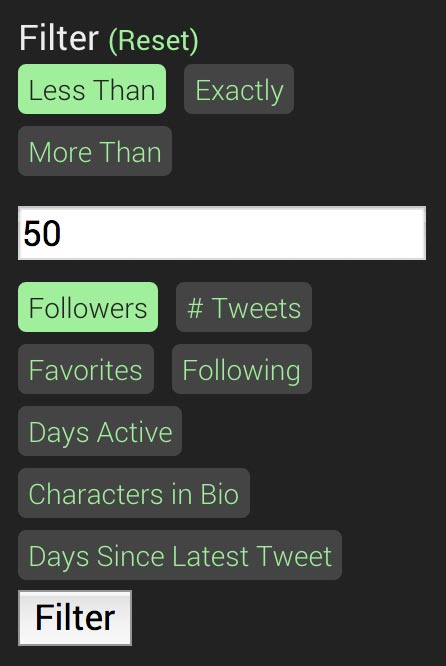 Filter (Reset)
Less Than Exactly
More Than
50
Followers # Tweets
Favorites Following
Days Active
Characters in Bio
Days Since Latest Tweet
Filter